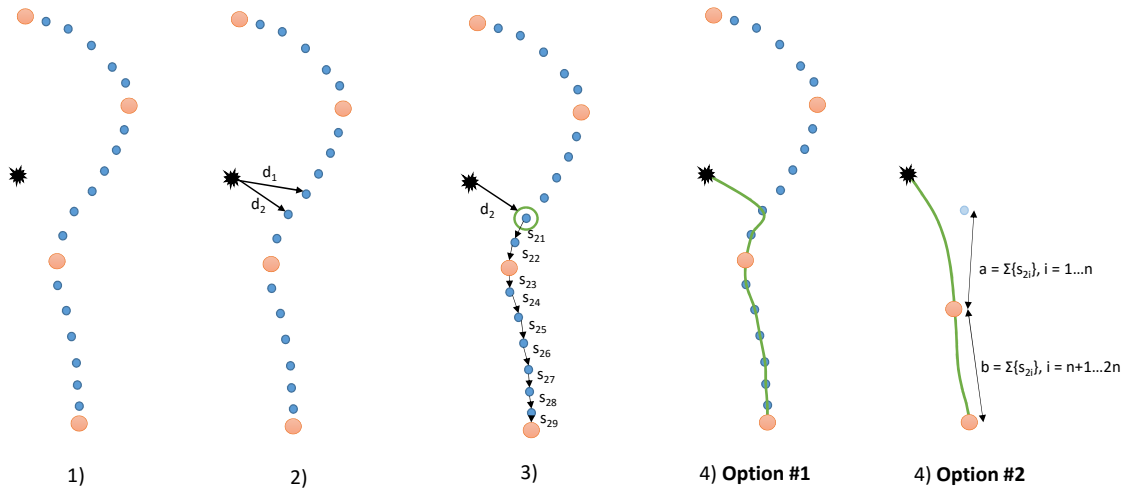 d₁
d₂
d₂
s₂₁
s₂₂
s₂₃
s₂₄
s₂₅
s₂₆
s₂₇
s₂₈
s₂₉
a = Σ{s₂ᵢ}, i = 1…n
b = Σ{s₂ᵢ}, i = n+1…2n
1)
2)
3)
4) Option #1
4) Option #2